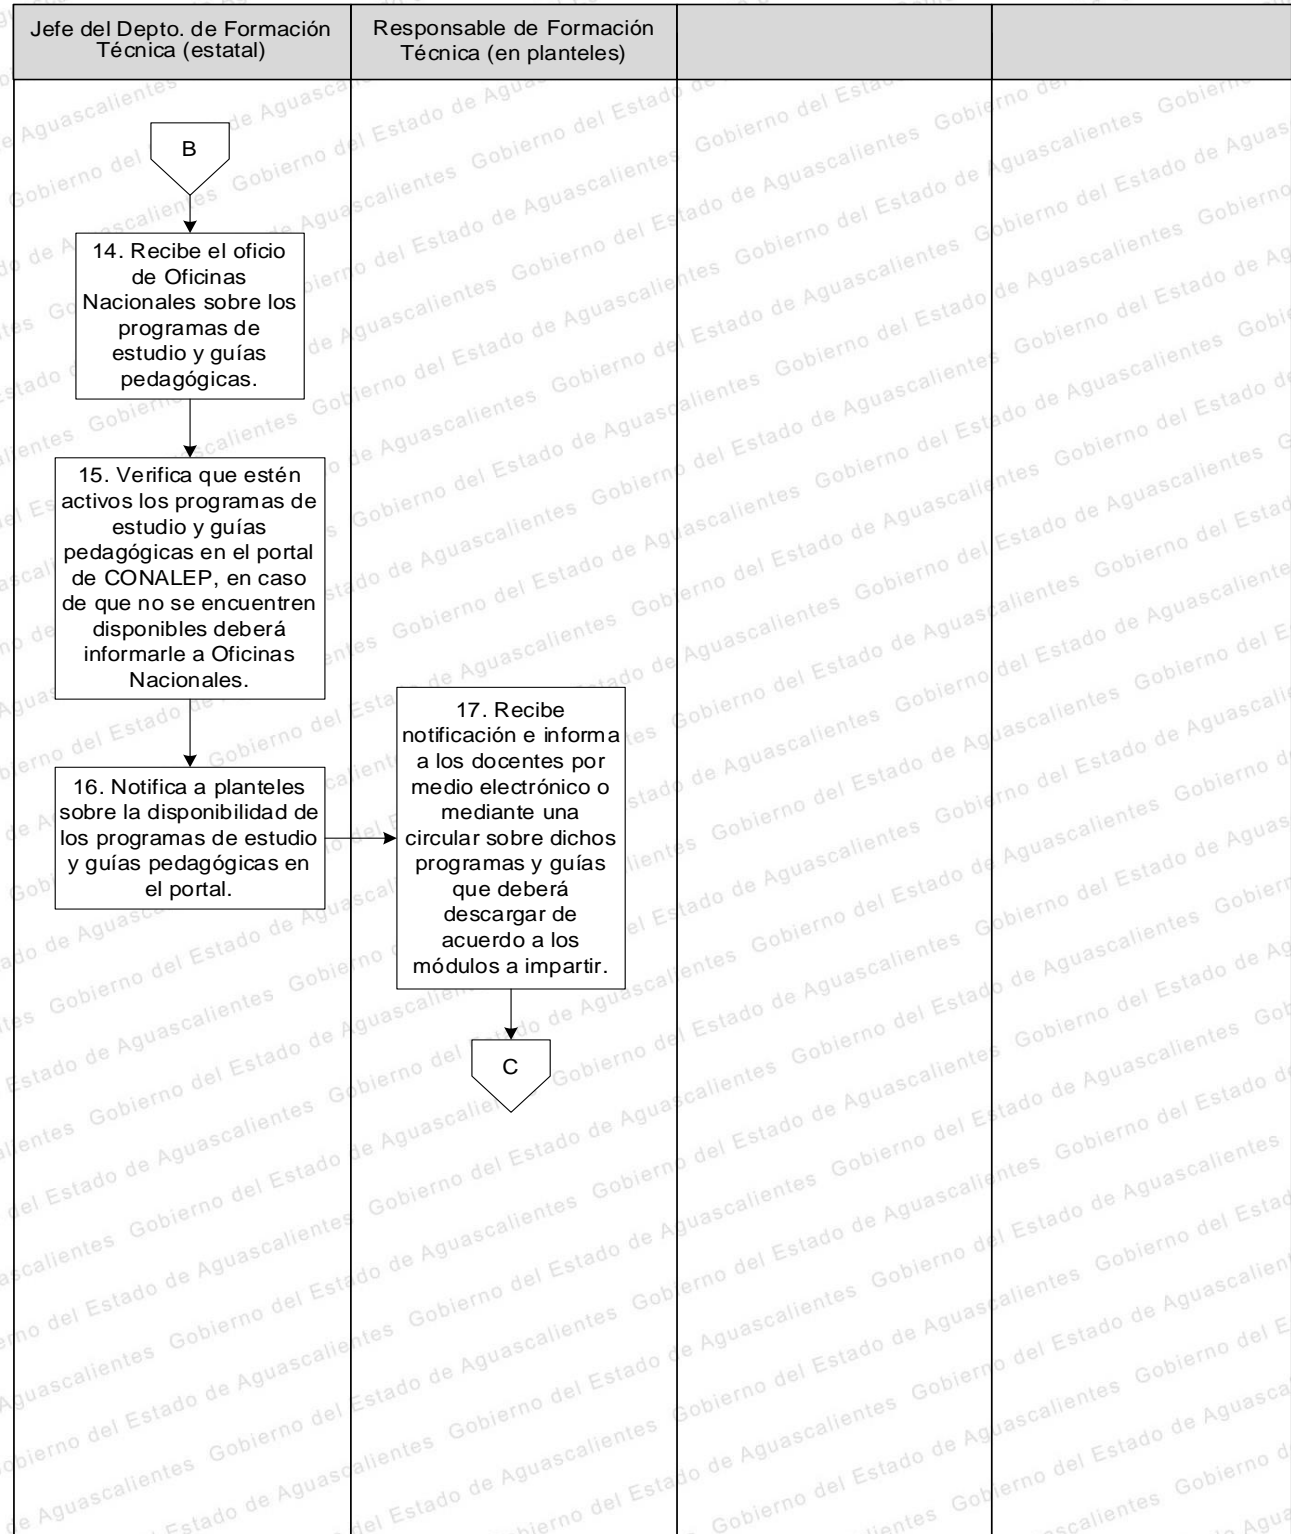 Jefe del Depto. de Formación
Técnica (estatal)
Responsable de Formación
Técnica (en planteles)
B
14. Recibe el oficio
de Oficinas
Nacionales sobre los
programas de
estudio y guías
pedagógicas.
15. Verifica que estén
activos los programas de
estudio y guías
pedagógicas en el portal
de CONALEP, en caso
de que no se encuentren
disponibles deberá
informarle a Oficinas
Nacionales.
16. Notifica a planteles
sobre la disponibilidad de
los programas de estudio
y guías pedagógicas en
el portal.
17. Recibe
notificación e informa
a los docentes por
medio electrónico o
mediante una
circular sobre dichos
programas y guías
que deberá
descargar de
acuerdo a los
módulos a impartir.
C
Gobierno del Estado de Aguascalientes